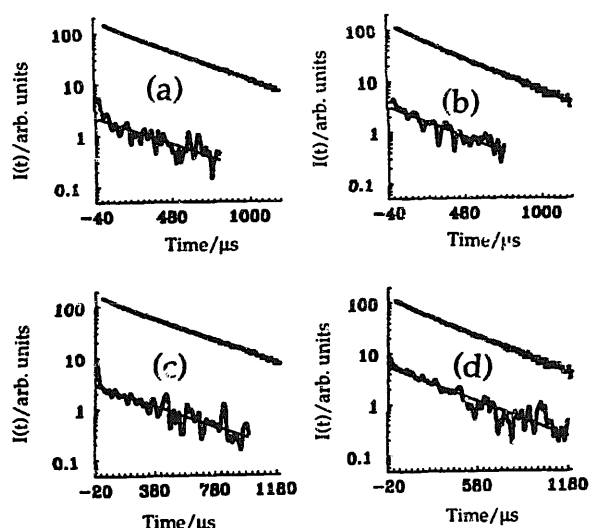 I(t)/arb. units
100
10
1
0.1
(a)
-40 480 1000
Time/μs
I(t)/arb. units
100
10
1
0.1
(b)
-40 480 1000
Time/μs
I(t)/arb. units
100
10
1
0.1
(c)
-20 380 780 1180
Time/μs
I(t)/arb. units
100
10
1
0.1
(d)
-20 580 1180
Time/μs